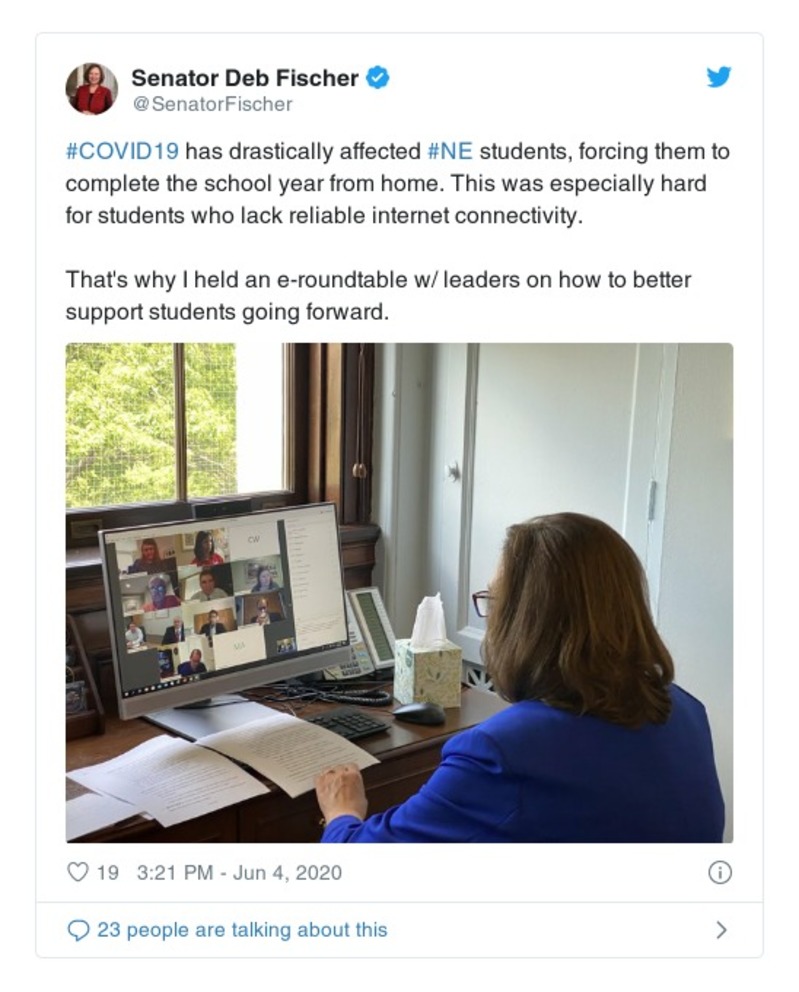 Senator Deb Fischer
@SenatorFischer
#COVID19 has drastically affected #NE students, forcing them to
complete the school year from home. This was especially hard
for students who lack reliable internet connectivity.
That's why I held an e-roundtable w/ leaders on how to better
support students going forward.
CW
MA
19 3:21 PM - Jun 4, 2020
23 people are talking about this